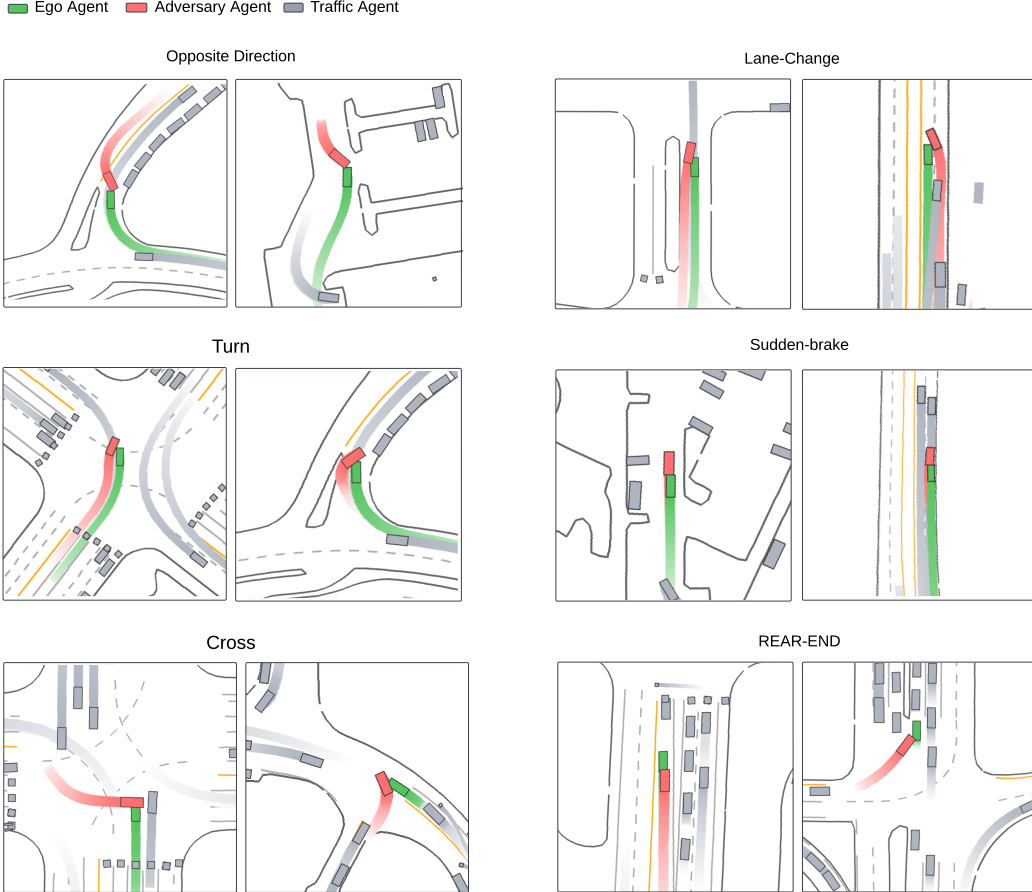 Ego Agent Adversary Agent Traffic Agent
Opposite Direction
Lane-Change
Turn
Sudden-brake
Cross
REAR-END